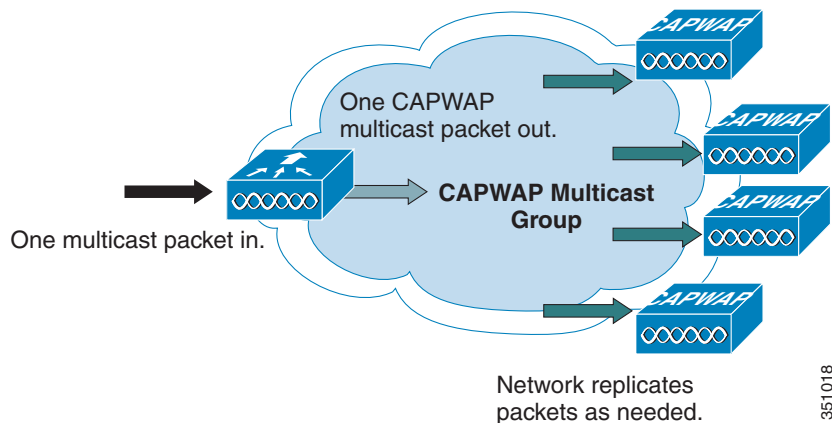 CAPWAP
One CAPWAP
multicast packet out.
CAPWAP
CAPWAP Multicast
Group
One multicast packet in.
CAPWAP
CAPWAP
Network replicates
packets as needed.
351018